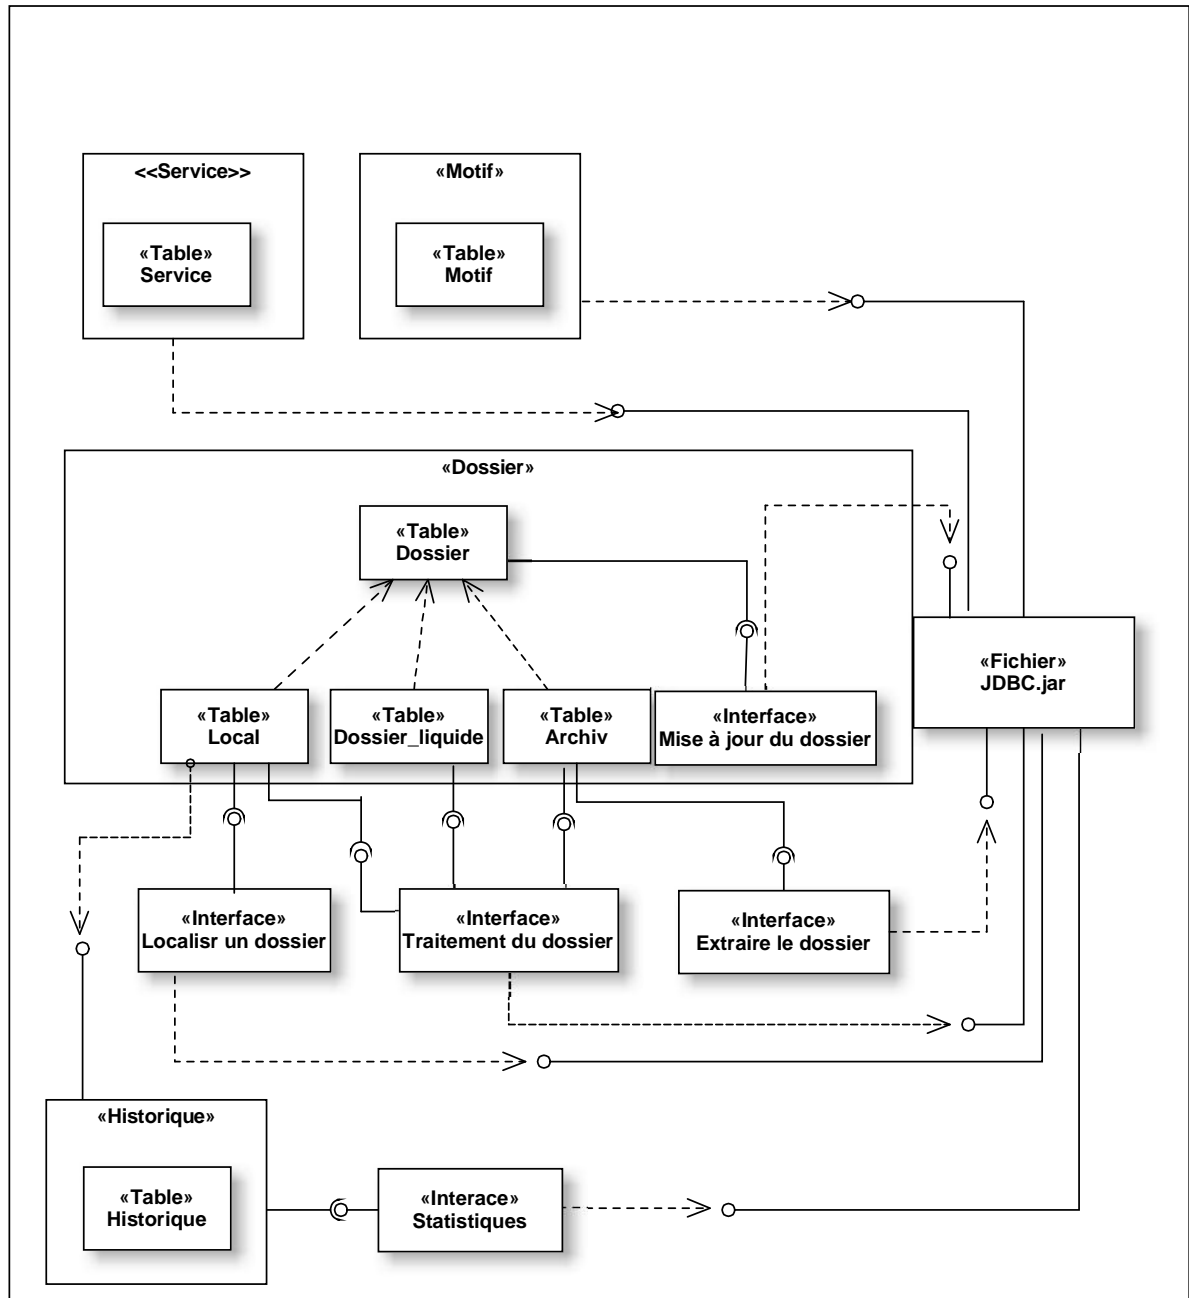 <<Service>>
«Table»
Service
«Motif»
«Table»
Motif
«Dossier»
«Table»
Dossier
«Table»
Local
«Table»
Dossier_liquide
«Table»
Archiv
«Interface»
Mise à jour du dossier
«Fichier»
JDBC.jar
«Interface»
Localisr un dossier
«Interface»
Traitement du dossier
«Interface»
Extraire le dossier
«Historique»
«Table»
Historique
«Interace»
Statistiques